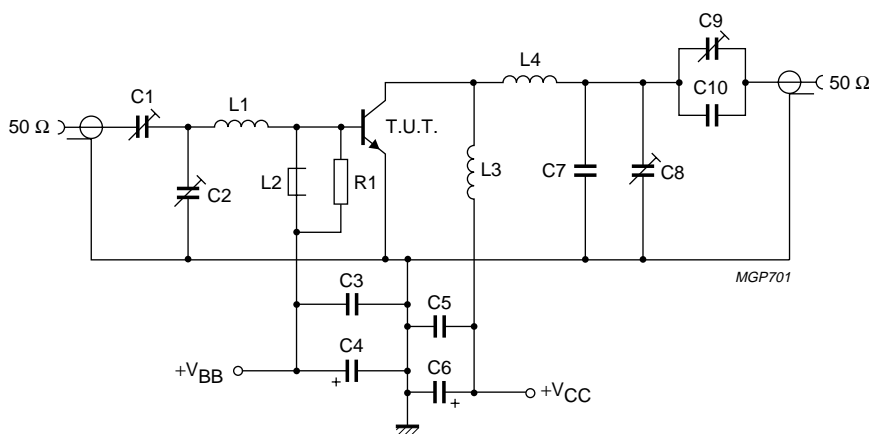 C9
L4
C1
50 Ω
C10
50 Ω
L1
T.U.T.
L3
C7
C8
C2
L2
R1
MGP701
C3
C5
C4
C6
+VBB
+
+
+VCC